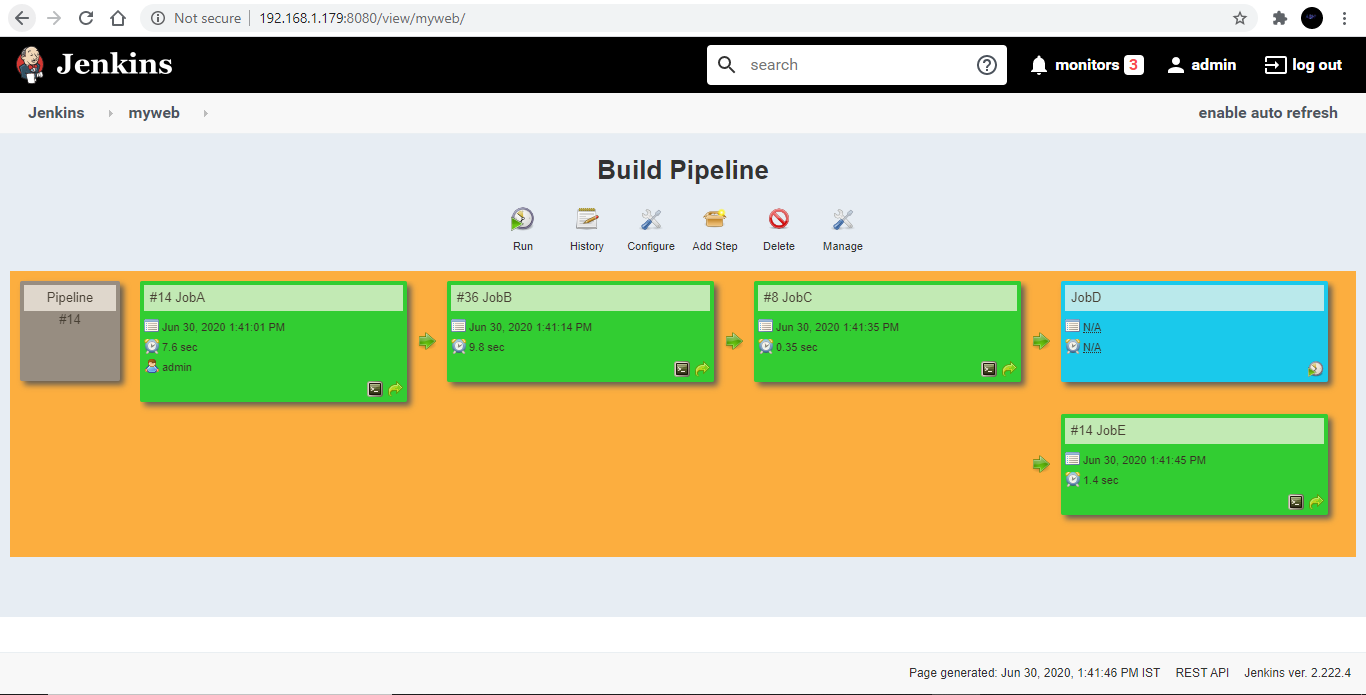 Not secure 192.168.1.179:8080/view/myweb/
Jenkins
search
monitors 3
admin
log out
Jenkins myweb
enable auto refresh
Build Pipeline
Run History Configure Add Step Delete Manage
Pipeline
#14
#14 JobA
Jun 30, 2020 1:41:01 PM
7.6 sec
admin
#36 JobB
Jun 30, 2020 1:41:14 PM
9.8 sec
#8 JobC
Jun 30, 2020 1:41:35 PM
0.35 sec
JobD
N/A
N/A
#14 JobE
Jun 30, 2020 1:41:45 PM
1.4 sec
Page generated: Jun 30, 2020, 1:41:46 PM IST REST API Jenkins ver. 2.222.4